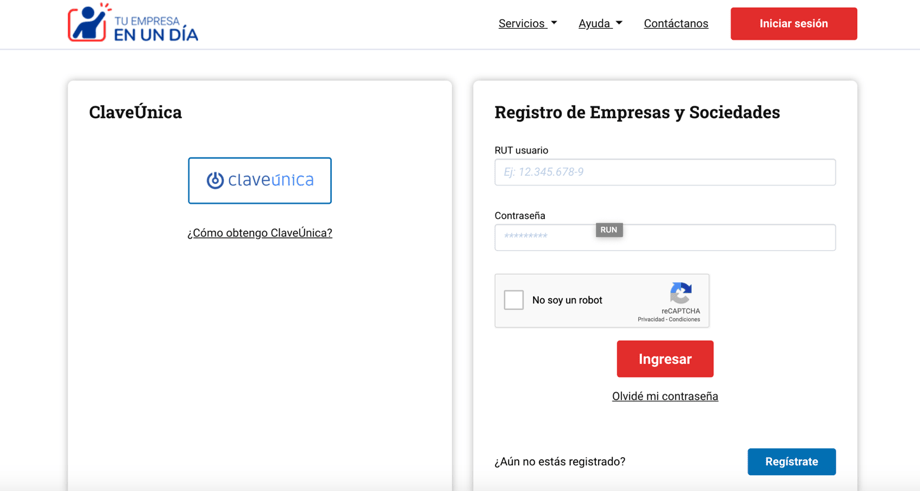 TU EMPRESA
EN UN DÍA
Servicios
Ayuda
Contáctanos
Iniciar sesión
ClaveÚnica
claveúnica
¿Cómo obtengo ClaveÚnica?
Registro de Empresas y Sociedades
RUT usuario
Ej: 12.345.678-9
Contraseña
*********
RUN
No soy un robot
reCAPTCHA
Privacidad - Condiciones
Ingresar
Olvidé mi contraseña
¿Aún no estás registrado?
Regístrate